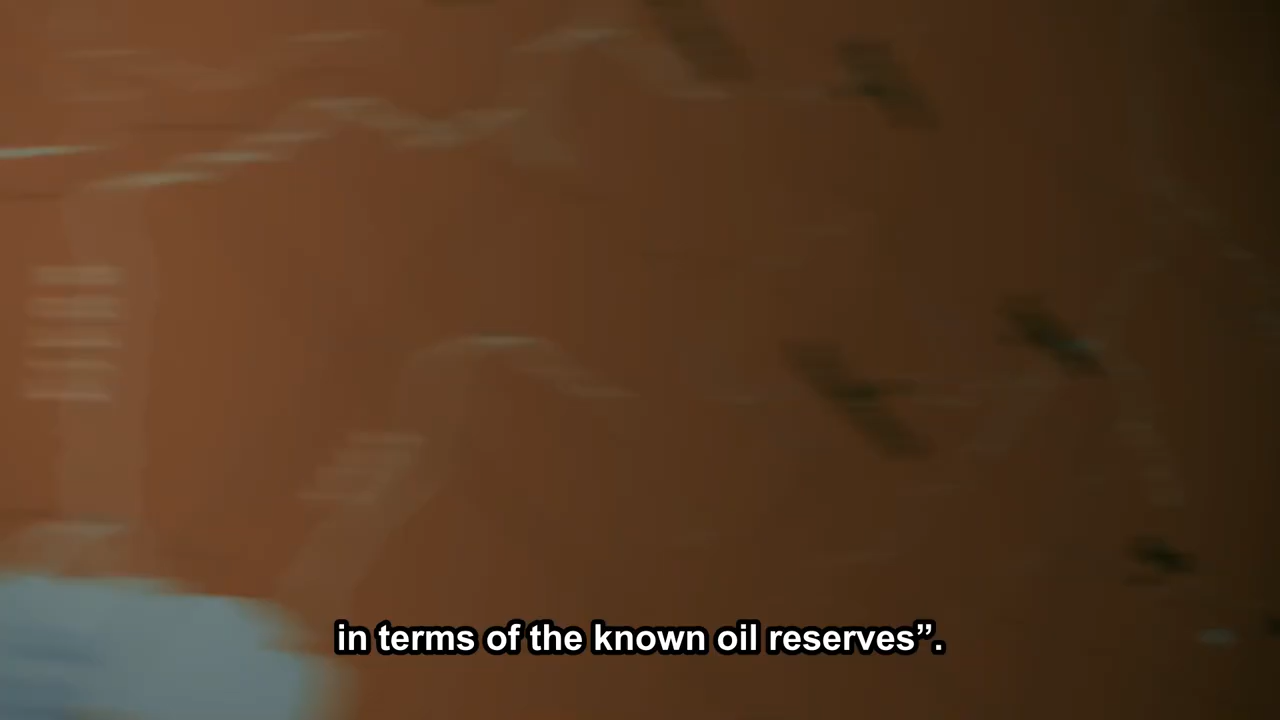 in terms of the known oil reserves”.